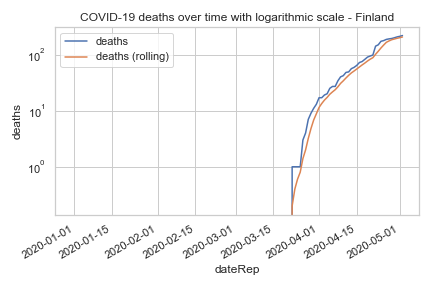 COVID-19 deaths over time with logarithmic scale - Finland
deaths
deaths (rolling)
10²
10¹
10⁰
deaths
2020-01-01
2020-01-15
2020-02-01
2020-02-15
2020-03-01
2020-03-15
2020-04-01
2020-04-15
2020-05-01
dateRep